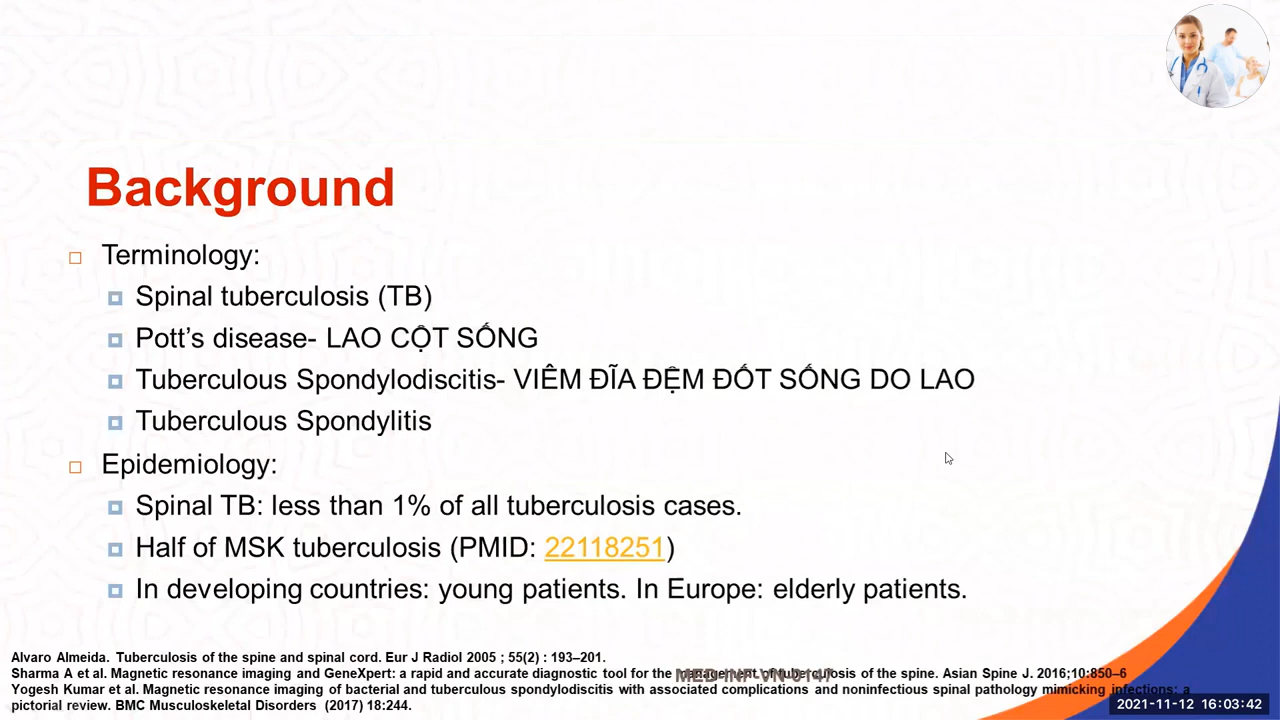 Background
Terminology:
Spinal tuberculosis (TB)
Pott’s disease- LAO CỘT SỐNG
Tuberculous Spondylodiscitis- VIÊM ĐĨA ĐỆM ĐỐT SỐNG DO LAO
Tuberculous Spondylitis
Epidemiology:
Spinal TB: less than 1% of all tuberculosis cases.
Half of MSK tuberculosis (PMID: 22118251)
In developing countries: young patients. In Europe: elderly patients.
Alvaro Almeida. Tuberculosis of the spine and spinal cord. Eur J Radiol 2005 ; 55(2) : 193–201.
Sharma A et al. Magnetic resonance imaging and GeneXpert: a rapid and accurate diagnostic tool for the management of tuberculosis of the spine. Asian Spine J. 2016;10:850–6
Yogesh Kumar et al. Magnetic resonance imaging of bacterial and tuberculous spondylodiscitis with associated complications and noninfectious spinal pathology mimicking infections: a
pictorial review. BMC Musculoskeletal Disorders (2017) 18:244.
2021-11-12 16:03:42